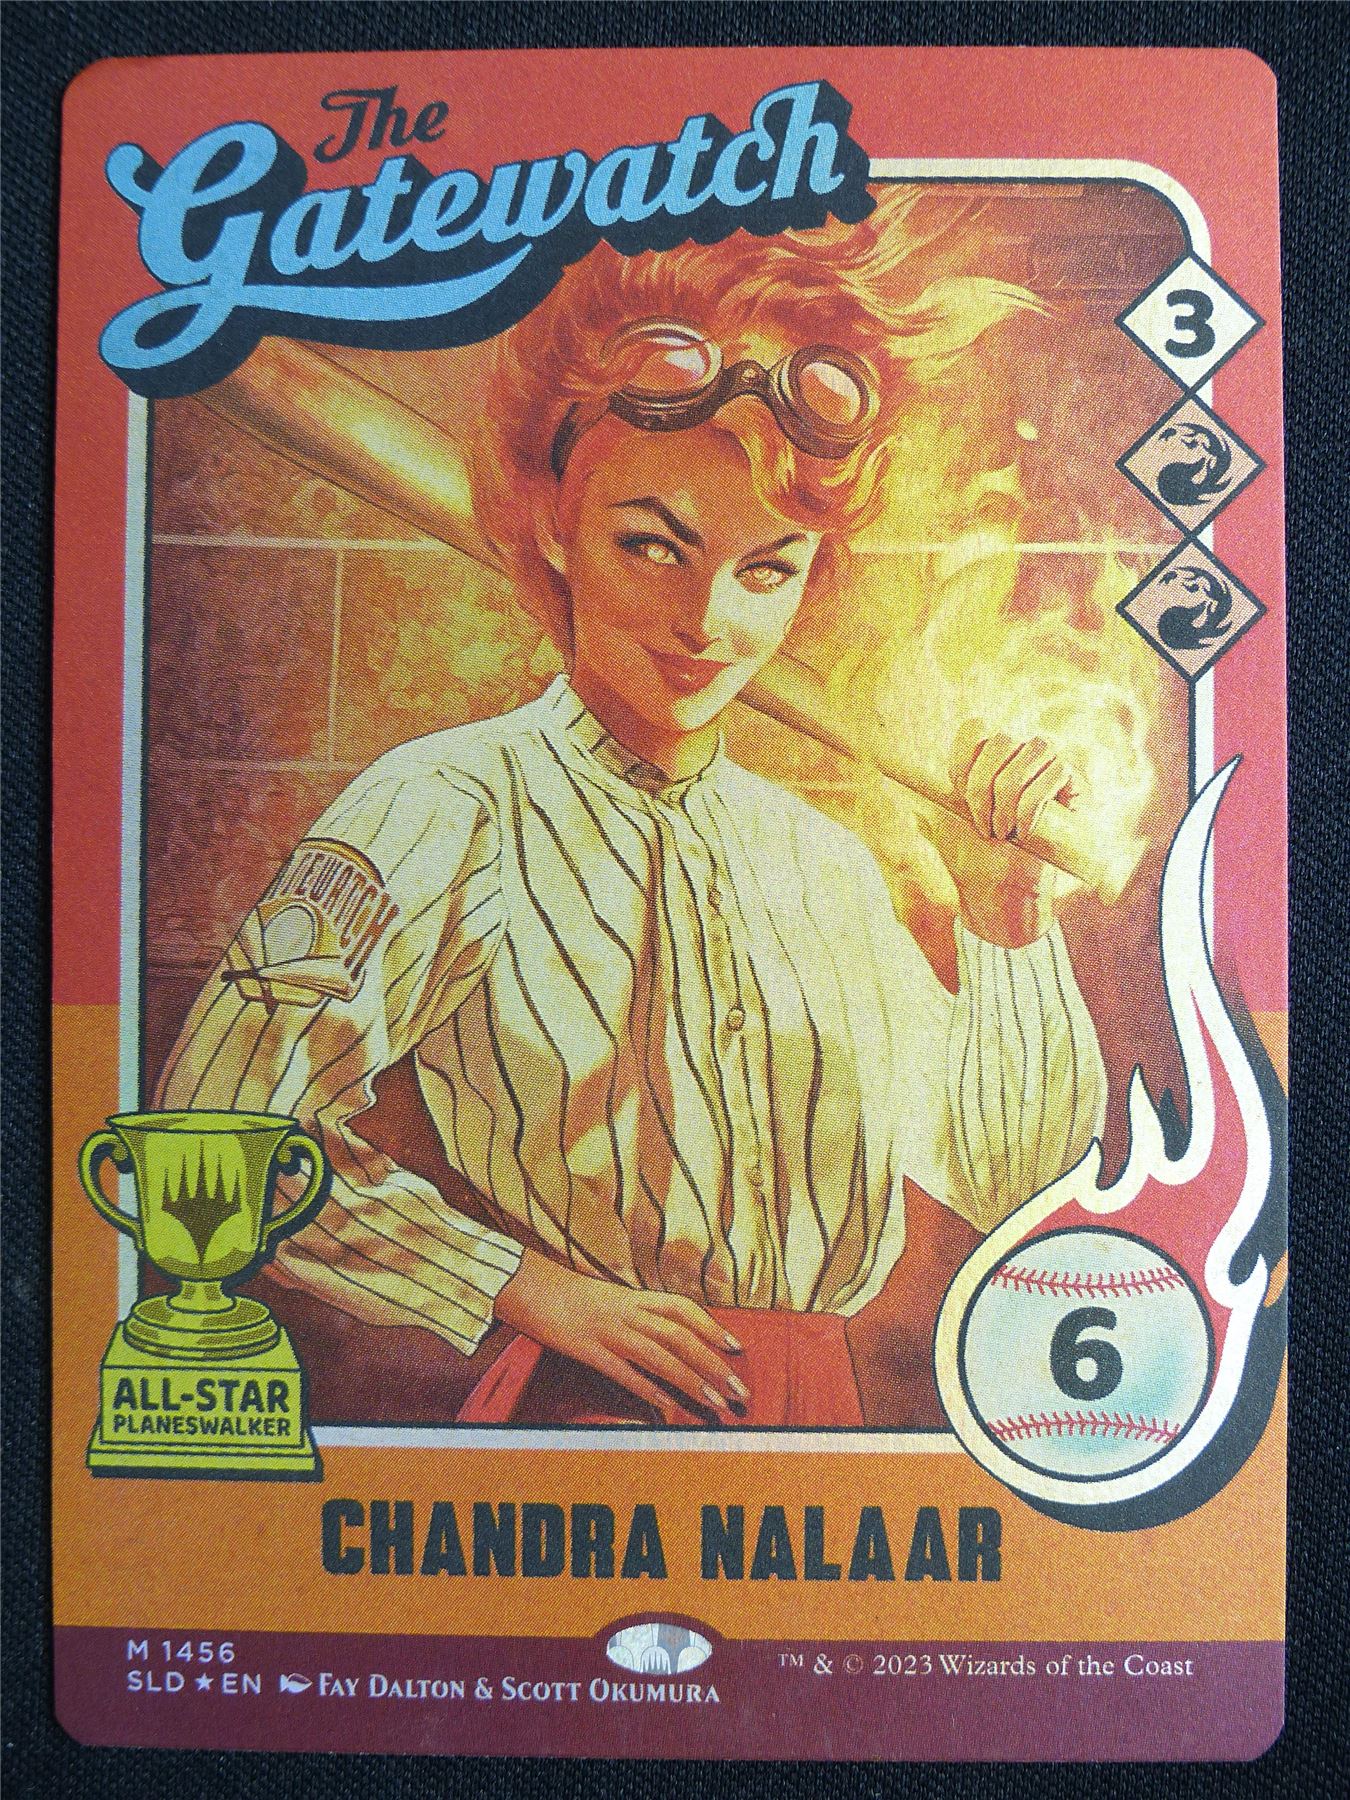 The
Gatewatch
3
ALL-STAR
PLANESWALKER
6
CHANDRA NALAAR
M 1456
SLD ★ EN FAY DALTON & SCOTT OKUMURA
™ & © 2023 Wizards of the Coast